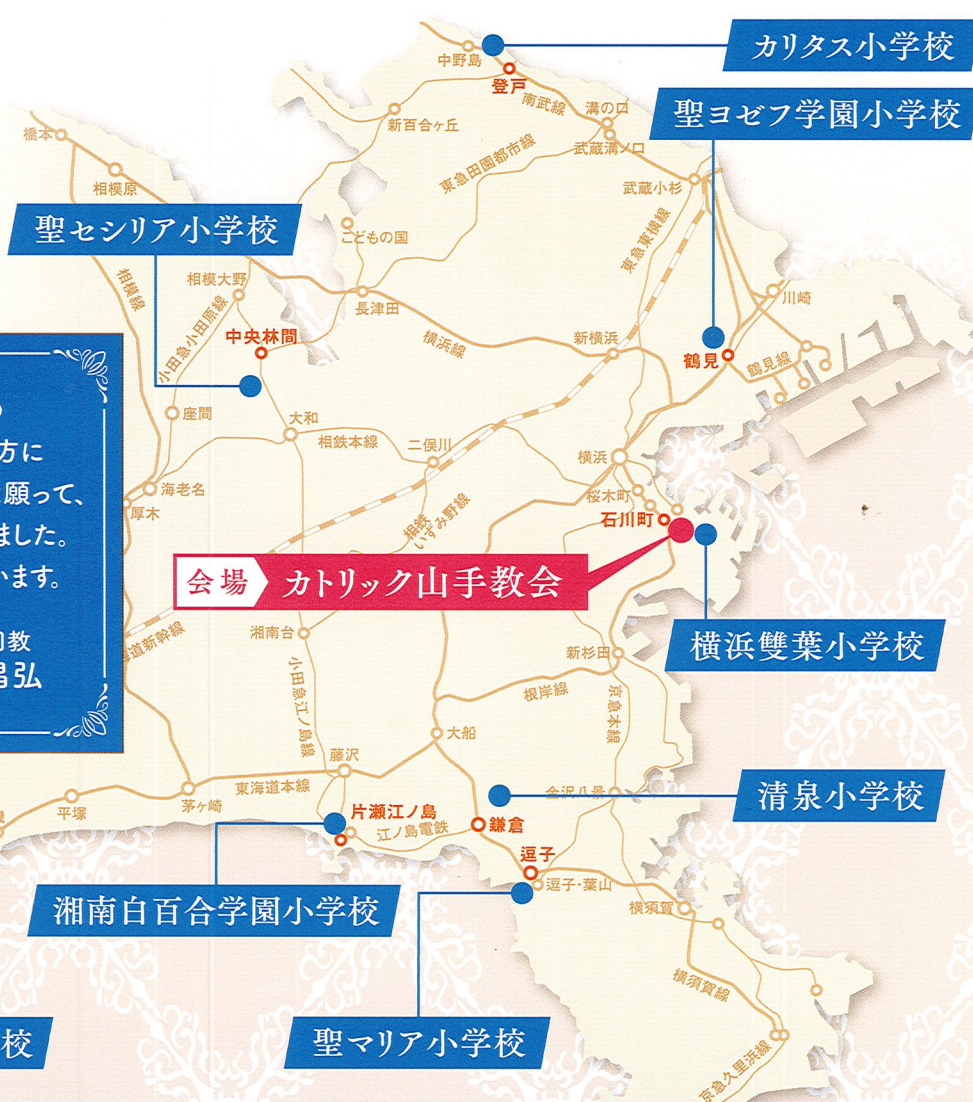 カリタス小学校
中野島
登戸
南武線
溝の口
聖ヨゼフ学園小学校
新百合ヶ丘
橋本
武蔵溝ノ口
東急田園都市線
相模原
武蔵小杉
聖セシリア小学校
こどもの国
東急東横線
相模線
相模大野
川崎
長津田
小田急小田原線
中央林間
横浜線
新横浜
鶴見
鶴見線
座間
大和
方に
相鉄本線
二俣川
横浜
願って、
海老名
桜木町
厚木
相鉄
いずみ野線
石川町
ました。
います。
会場 カトリック山手教会
道新幹線
湘南台
新杉田
横浜雙葉小学校
司教
昌弘
小田急江ノ島線
根岸線
京急本線
大船
藤沢
東海道本線
平塚
茅ヶ崎
金沢八景
清泉小学校
片瀬江ノ島
江ノ島電鉄
鎌倉
逗子
逗子・葉山
湘南白百合学園小学校
横須賀
横須賀線
校
聖マリア小学校
京急久里浜線